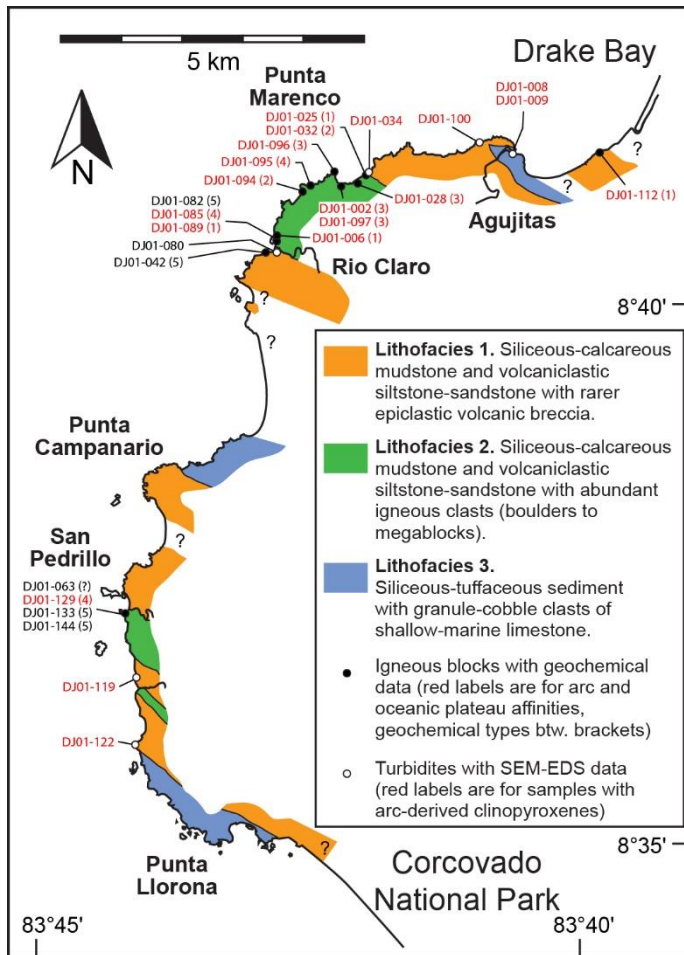 5 km
Drake Bay
Punta
Marenco
DJ01-008
DJ01-009
DJ01-025 (1)
DJ01-032 (2)
DJ01-034
DJ01-100
DJ01-096 (3)
DJ01-095 (4)
DJ01-094 (2)
N
DJ01-082 (5)
DJ01-085 (4)
DJ01-089 (1)
DJ01-002 (3)
DJ01-097 (3)
DJ01-028 (3)
DJ01-006 (1)
DJ01-112 (1)
?
?
Agujitas
DJ01-080
DJ01-042 (5)
Rio Claro
8°40'
?
?
Lithofacies 1. Siliceous-calcareous
mudstone and volcaniclastic
siltstone-sandstone with rarer
epiclastic volcanic breccia.
Punta
Campanario
Lithofacies 2. Siliceous-calcareous
mudstone and volcaniclastic
siltstone-sandstone with abundant
igneous clasts (boulders to
megablocks).
?
San
Pedrillo
DJ01-063 (?)
DJ01-129 (4)
DJ01-133 (5)
DJ01-144 (5)
Lithofacies 3.
Siliceous-tuffaceous sediment
with granule-cobble clasts of
shallow-marine limestone.
Igneous blocks with geochemical
data (red labels are for arc and
oceanic plateau affinities,
geochemical types btw. brackets)
DJ01-119
DJ01-122
Turbidites with SEM-EDS data
(red labels are for samples with
arc-derived clinopyroxenes)
?
8°35'
Punta
Llorona
Corcovado
National Park
83°45'
83°40'